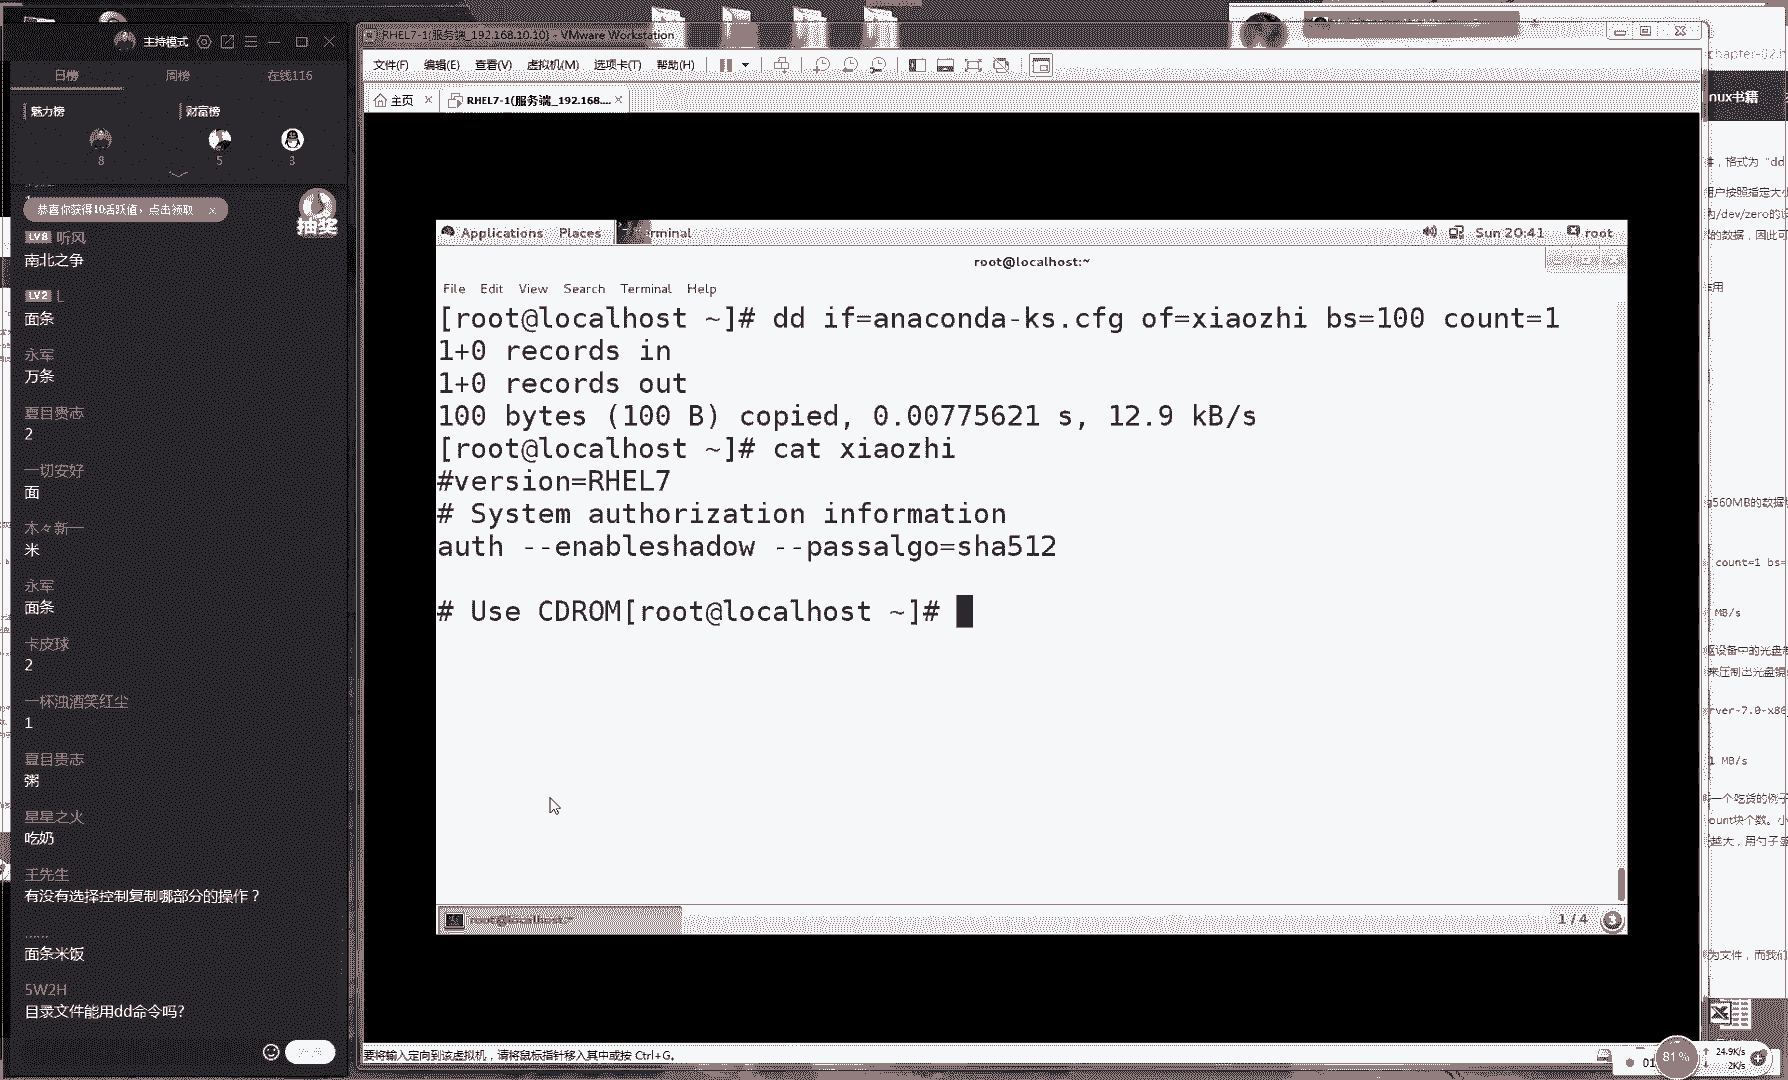 主持模式
日榜
周榜
在线116
魅力榜
财富榜
8
5
3
恭喜你获得10活跃值，点击领取
抽奖
LV8 听风
南北之争
LV2 L
面条
永军
万条
夏目贵志
2
一切安好
面
木々新一
米
永军
面条
卡皮球
2
一杯浊酒笑红尘
1
夏目贵志
粥
星星之火
吃奶
王先生
有没有选择控制复制哪部分的操作？
......
面条米饭
5W2H
目录文件能用dd命令吗?
RHEL7-1(服务端_192.168.10.10) - VMware Workstation
文件(F) 编辑(E) 查看(V) 虚拟机(M) 选项卡(T) 帮助(H)
主页
RHEL7-1(服务端_192.168....
Applications Places Terminal
Sun 20:41 root
root@localhost:~
File Edit View Search Terminal Help
[root@localhost ~]# dd if=anaconda-ks.cfg of=xiaozhi bs=100 count=1
1+0 records in
1+0 records out
100 bytes (100 B) copied, 0.00775621 s, 12.9 kB/s
[root@localhost ~]# cat xiaozhi
#version=RHEL7
# System authorization information
auth --enableshadow --passalgo=sha512
# Use CDROM[root@localhost ~]#
root@localhost:~
1 / 4
3
要将输入定向到该虚拟机，请将鼠标指针移入其中或按 Ctrl+G。
chapter-02.h
nux书籍
，格式为“dd
用户按照指定大小
为/dev/zero的设
的数据，因此可
作用
560MB的数据
count=1 bs=
MB/s
驱设备中的光盘
来压制出光盘镜
rver-7.0-x86
1 MB/s
一个吃货的例子
ount块个数。小
越大，用勺子盛
为文件，而我们
81%
24.9K/s
2K/s